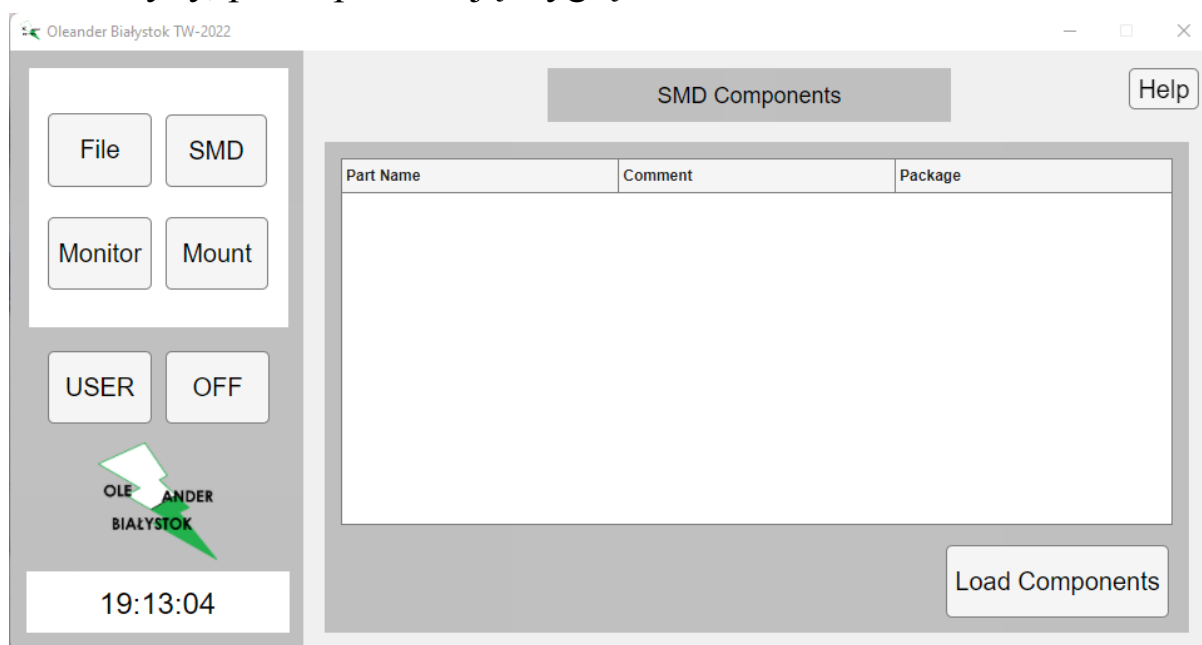 Oleander Białystok TW-2022
SMD Components
Help
File
SMD
Part Name
Comment
Package
Monitor
Mount
USER
OFF
OLE ANDER
BIAŁYSTOK
Load Components
19:13:04